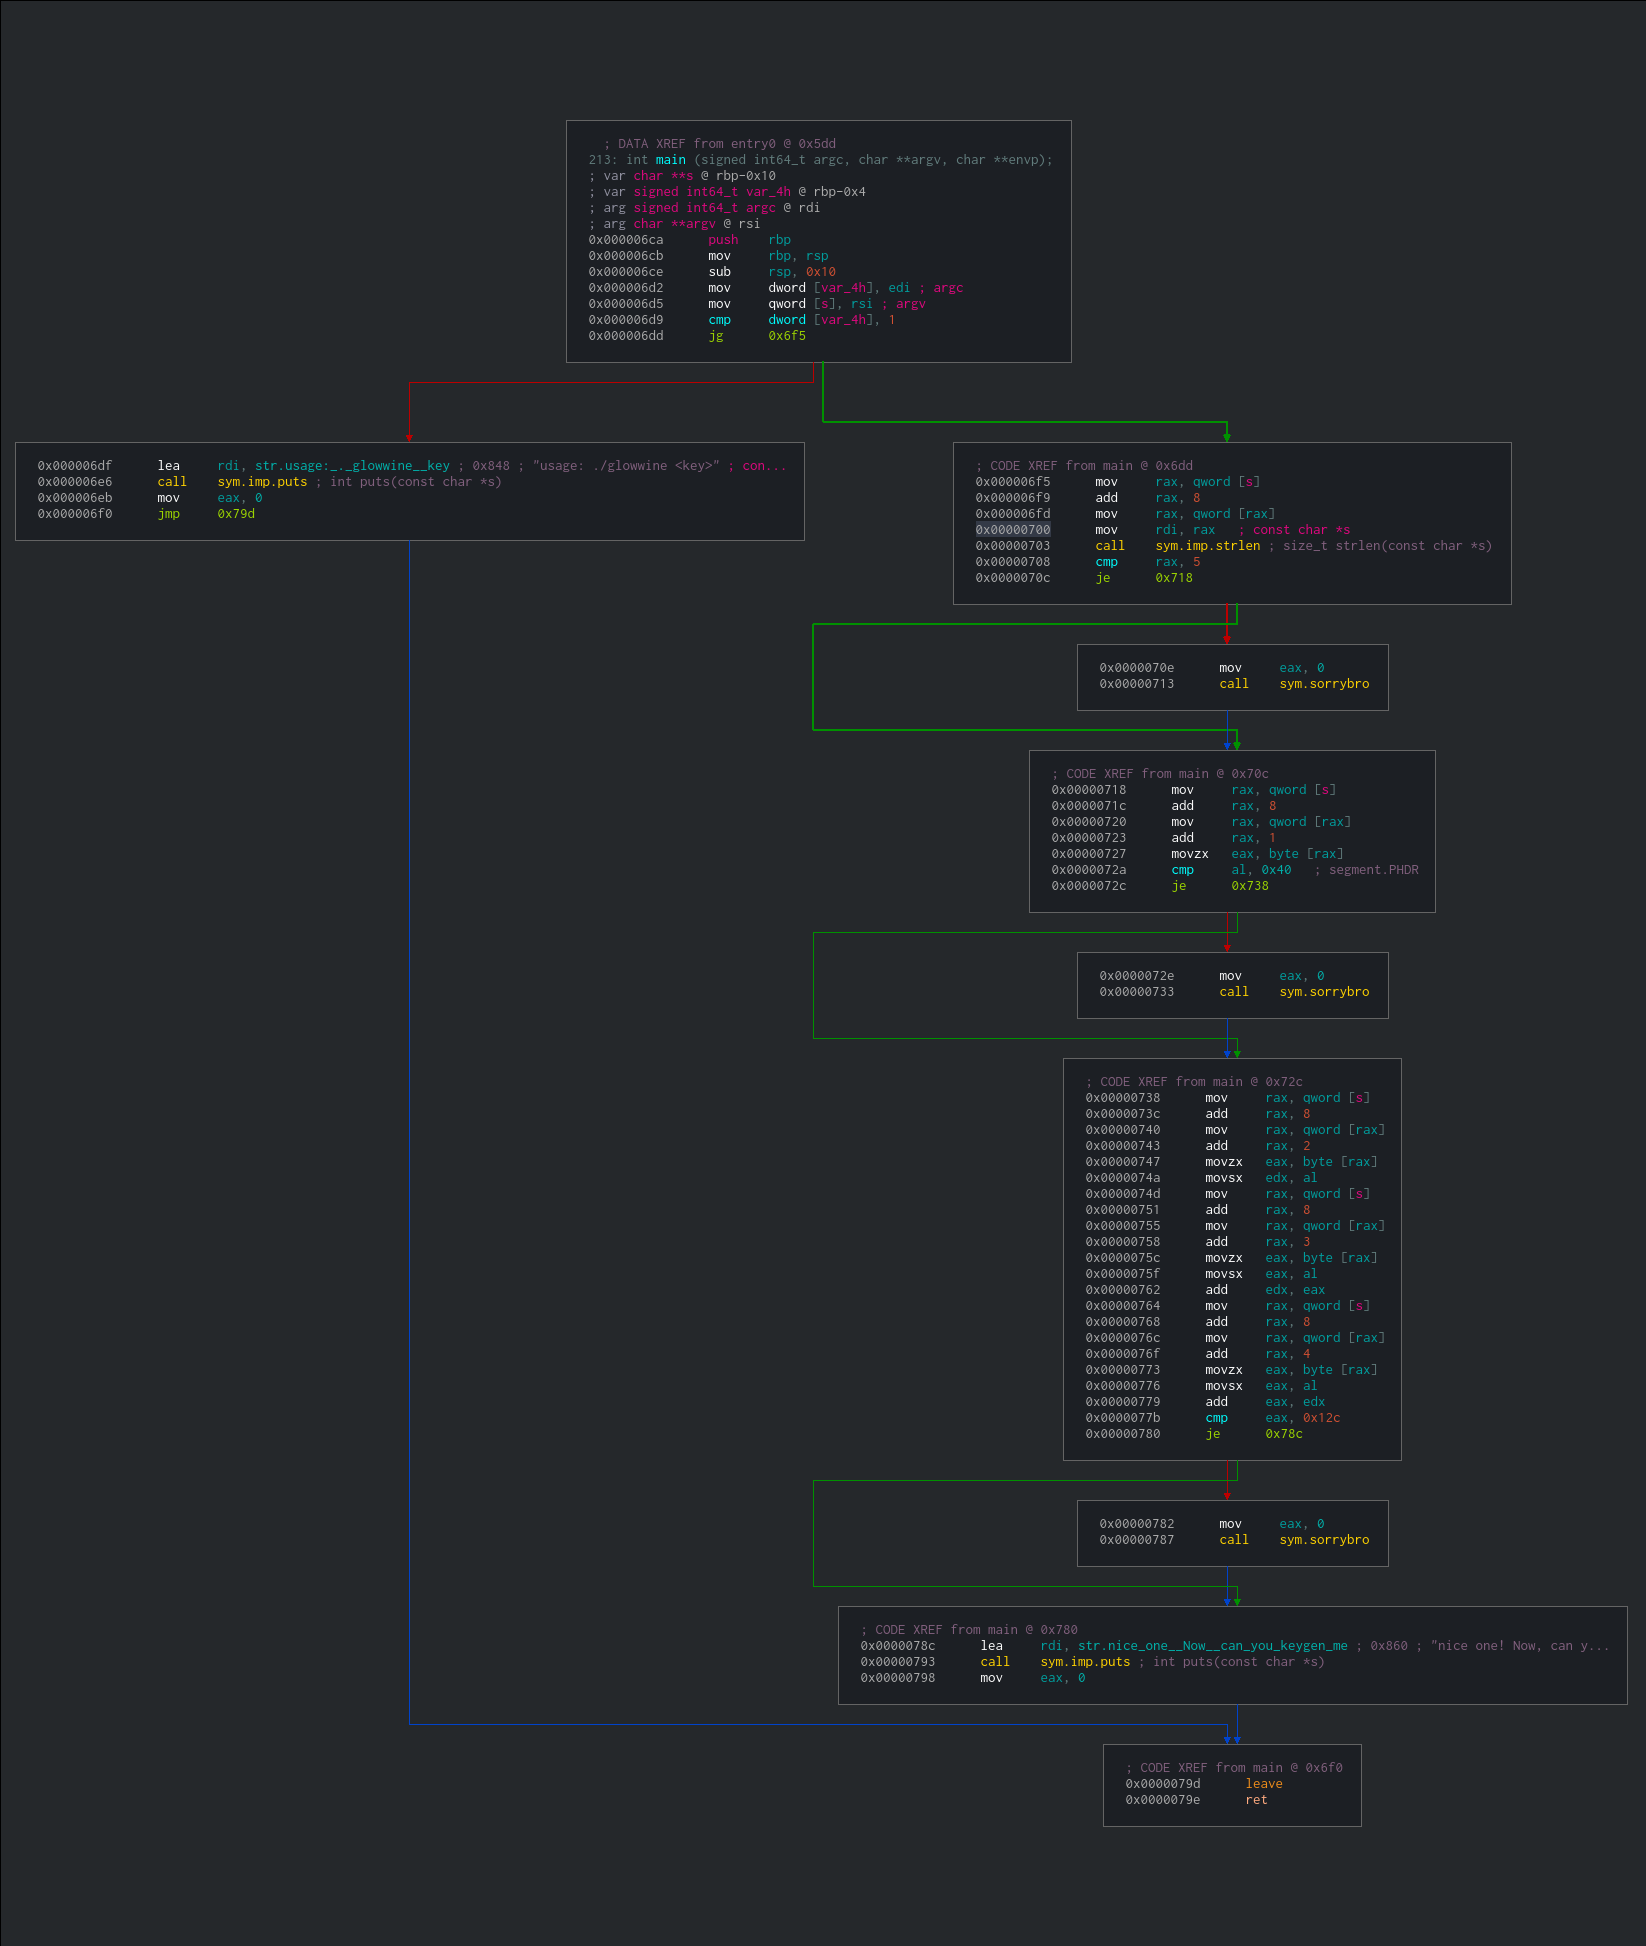 ; DATA XREF from entry0 @ 0x5dd
213: int main (signed int64_t argc, char **argv, char **envp);
; var char **s @ rbp-0x10
; var signed int64_t var_4h @ rbp-0x4
; arg signed int64_t argc @ rdi
; arg char **argv @ rsi
0x000006ca push rbp
0x000006cb mov rbp, rsp
0x000006ce sub rsp, 0x10
0x000006d2 mov dword [var_4h], edi ; argc
0x000006d5 mov qword [s], rsi ; argv
0x000006d9 cmp dword [var_4h], 1
0x000006dd jg 0x6f5
0x000006df lea rdi, str.usage:_._glowwine__key ; 0x848 ; "usage: ./glowwine <key>" ; con...
0x000006e6 call sym.imp.puts ; int puts(const char *s)
0x000006eb mov eax, 0
0x000006f0 jmp 0x79d
; CODE XREF from main @ 0x6dd
0x000006f5 mov rax, qword [s]
0x000006f9 add rax, 8
0x000006fd mov rax, qword [rax]
0x00000700 mov rdi, rax ; const char *s
0x00000703 call sym.imp.strlen ; size_t strlen(const char *s)
0x00000708 cmp rax, 5
0x0000070c je 0x718
0x0000070e mov eax, 0
0x00000713 call sym.sorrybro
; CODE XREF from main @ 0x70c
0x00000718 mov rax, qword [s]
0x0000071c add rax, 8
0x00000720 mov rax, qword [rax]
0x00000723 add rax, 1
0x00000727 movzx eax, byte [rax]
0x0000072a cmp al, 0x40 ; segment.PHDR
0x0000072c je 0x738
0x0000072e mov eax, 0
0x00000733 call sym.sorrybro
; CODE XREF from main @ 0x72c
0x00000738 mov rax, qword [s]
0x0000073c add rax, 8
0x00000740 mov rax, qword [rax]
0x00000743 add rax, 2
0x00000747 movzx eax, byte [rax]
0x0000074a movsx edx, al
0x0000074d mov rax, qword [s]
0x00000751 add rax, 8
0x00000755 mov rax, qword [rax]
0x00000758 add rax, 3
0x0000075c movzx eax, byte [rax]
0x0000075f movsx eax, al
0x00000762 add edx, eax
0x00000764 mov rax, qword [s]
0x00000768 add rax, 8
0x0000076c mov rax, qword [rax]
0x0000076f add rax, 4
0x00000773 movzx eax, byte [rax]
0x00000776 movsx eax, al
0x00000779 add eax, edx
0x0000077b cmp eax, 0x12c
0x00000780 je 0x78c
0x00000782 mov eax, 0
0x00000787 call sym.sorrybro
; CODE XREF from main @ 0x780
0x0000078c lea rdi, str.nice_one__Now__can_you_keygen_me ; 0x860 ; "nice one! Now, can y...
0x00000793 call sym.imp.puts ; int puts(const char *s)
0x00000798 mov eax, 0
; CODE XREF from main @ 0x6f0
0x0000079d leave
0x0000079e ret